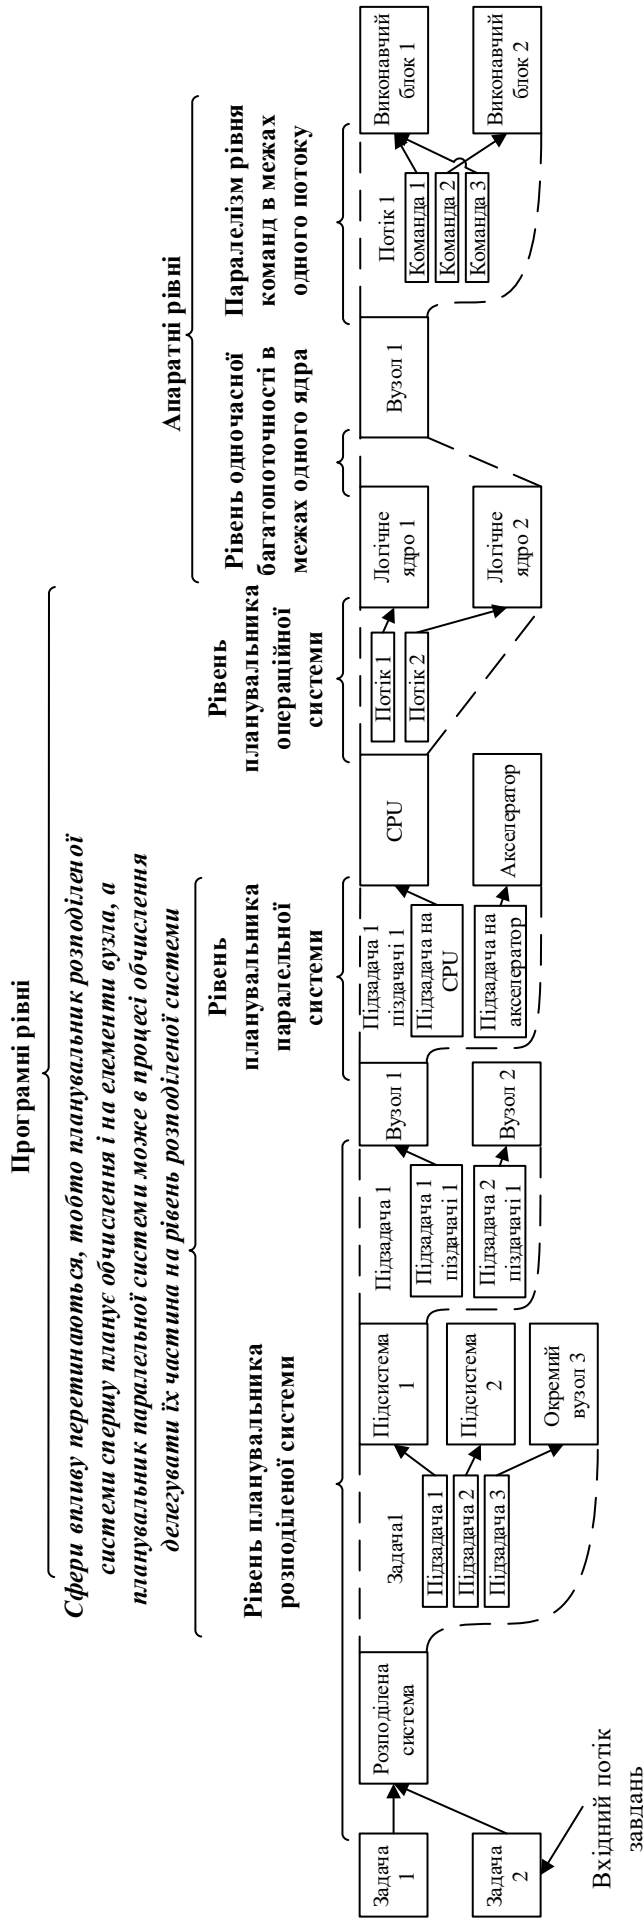 Програмні рівні
Сфери впливу перетинаються, тобто планувальник розподіленої
системи спершу планує обчислення і на елементи вузла, а
планувальник паралельної системи може в процесі обчислення
делегувати їх частина на рівень розподіленої системи
Апаратні рівні
Рівень планувальника
розподіленої системи
Рівень
планувальника
паралельної
системи
Рівень
планувальника
операційної
системи
Рівень одночасної
багатопоточності в
межах одного ядра
Паралелізм рівня
команд в межах
одного потоку
Задача
1
Задача
2
Вхідний потік
завдань
Розподілена
система
Задача1
Підзадача 1
Підзадача 2
Підзадача 3
Підсистема
1
Підсистема
2
Окремий
вузол 3
Підзадача 1
Підзадача 1
піздачачі 1
Підзадача 2
піздачачі 1
Вузол 1
Вузол 2
Підзадача 1
піздачачі 1
Підзадача на
CPU
Підзадача на
акселератор
CPU
Акселератор
Потік 1
Потік 2
Логічне
ядро 1
Логічне
ядро 2
Вузол 1
Потік 1
Команда 1
Команда 2
Команда 3
Виконавчий
блок 1
Виконавчий
блок 2